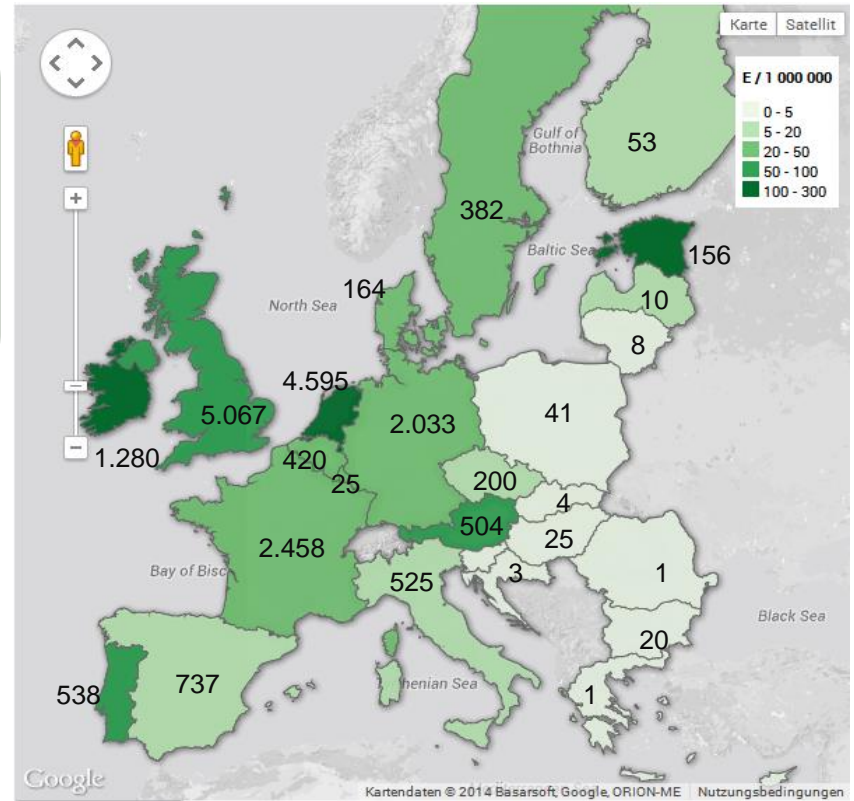 Karte Satellit
E / 1 000 000
0 - 5
5 - 20
20 - 50
50 - 100
100 - 300
Gulf of
Bothnia
53
382
Baltic Sea
156
164
10
North Sea
8
4.595
41
5.067
2.033
1.280
420
25
200
4
504
25
2.458
Bay of Bisc
525
3
1
Black Sea
20
538
737
rhenian Sea
1
Google
Kartendaten © 2014 Basarsoft, Google, ORION-ME Nutzungsbedingungen